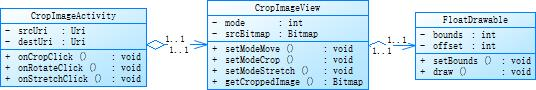 CropImageActivity
- srcUri : Uri
- destUri : Uri
+ onCropClick () : void
+ onRotateClick () : void
+ onStretchClick () : void
1..1
1..1
CropImageView
- mode : int
- srcBitmap : Bitmap
+ setModeMove () : void
+ setModeCrop () : void
+ setModeStretch () : void
+ getCroppedImage () : Bitmap
1..1
1..1
FloatDrawable
- bounds : int
- offset : int
+ setBounds () : void
+ draw () : void